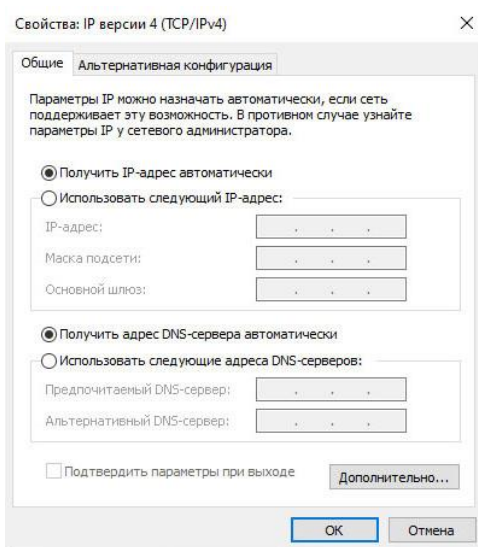 Свойства: IP версии 4 (TCP/IPv4)
Общие
Альтернативная конфигурация
Параметры IP можно назначать автоматически, если сеть
поддерживает эту возможность. В противном случае узнайте
параметры IP у сетевого администратора.
Получить IP-адрес автоматически
Использовать следующий IP-адрес:
IP-адрес:
Маска подсети:
Основной шлюз:
Получить адрес DNS-сервера автоматически
Использовать следующие адреса DNS-серверов:
Предпочитаемый DNS-сервер:
Альтернативный DNS-сервер:
Подтвердить параметры при выходе
Дополнительно...
ОК
Отмена